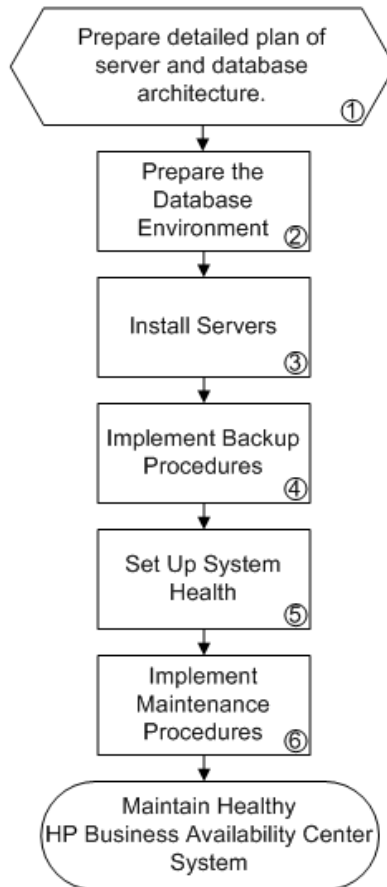 Prepare detailed plan of
server and database
architecture.
①
Prepare the
Database
Environment
②
Install Servers
③
Implement Backup
Procedures
④
Set Up System
Health
⑤
Implement
Maintenance
Procedures
⑥
Maintain Healthy
HP Business Availability Center
System